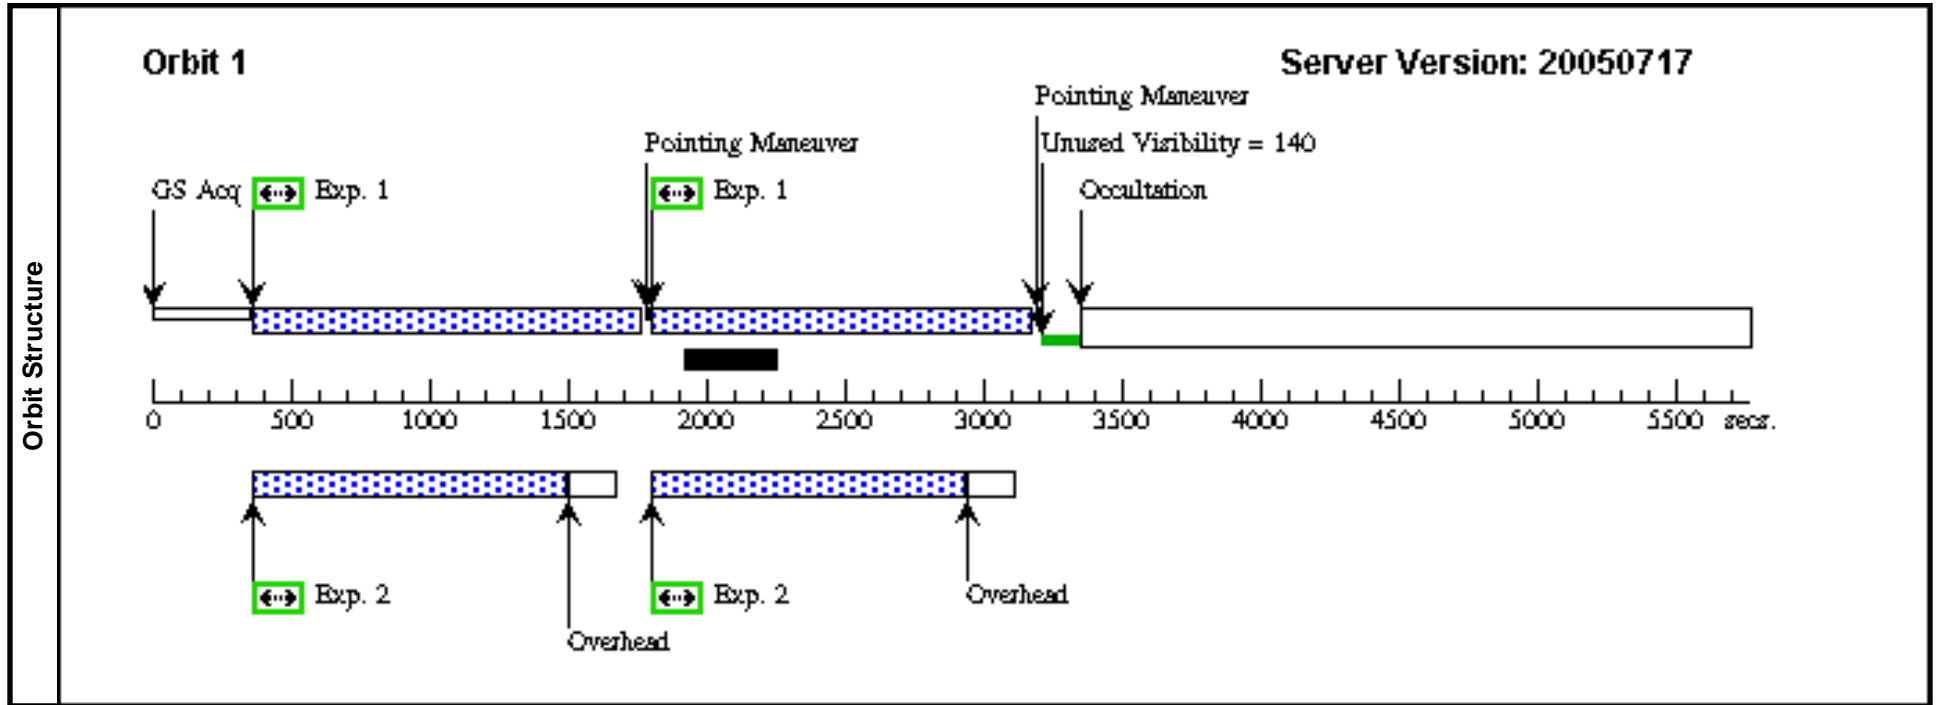 Orbit Structure
Orbit 1
Server Version: 20050717
Pointing Maneuver
Pointing Maneuver
Unused Visibility = 140
GS Acq
Exp. 1
Exp. 1
Occultation
0 500 1000 1500 2000 2500 3000 3500 4000 4500 5000 5500 secs.
Exp. 2
Exp. 2
Overhead
Overhead